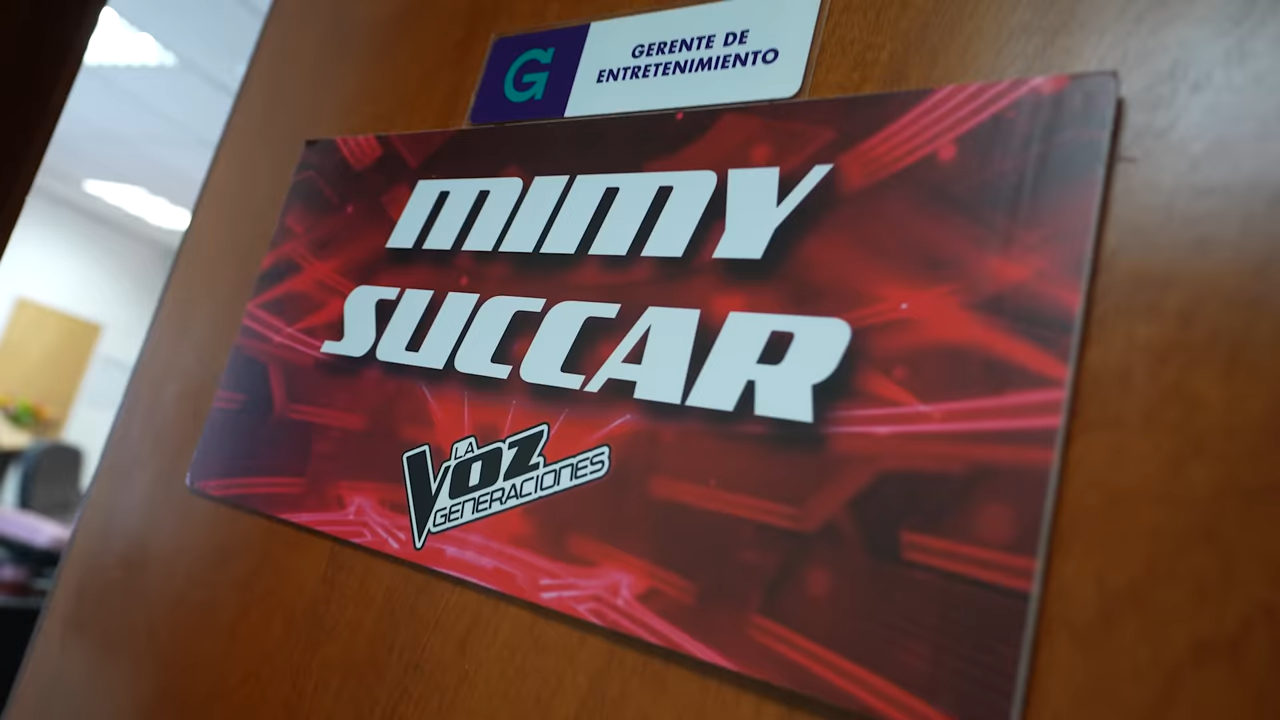 G
GERENTE DE
ENTRETENIMIENTO
MIMY
SUCCAR
LA
VOZ
GENERACIONES